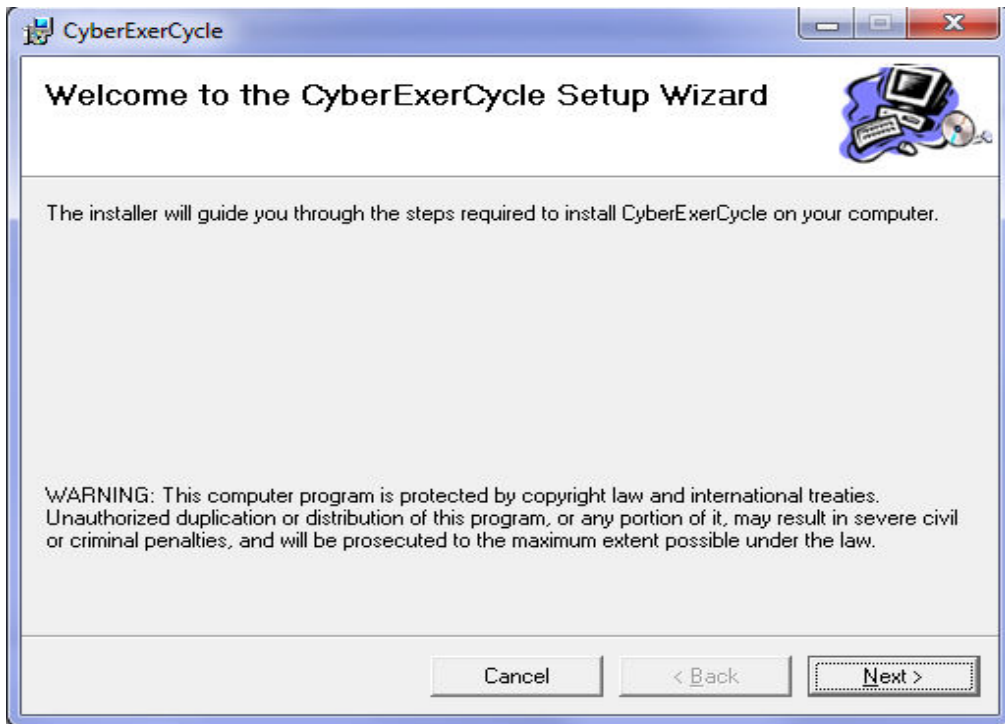 CyberExerCycle
Welcome to the CyberExerCycle Setup Wizard
The installer will guide you through the steps required to install CyberExerCycle on your computer.
WARNING: This computer program is protected by copyright law and international treaties.
Unauthorized duplication or distribution of this program, or any portion of it, may result in severe civil
or criminal penalties, and will be prosecuted to the maximum extent possible under the law.
Cancel
< Back
Next >